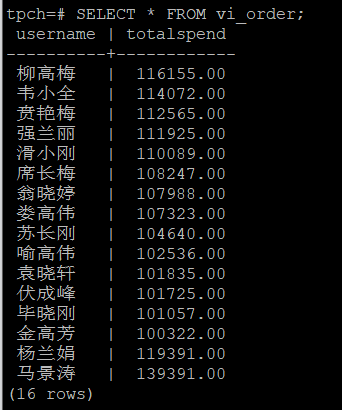 tpch=# SELECT * FROM vi_order;
username | totalspend
----------+------------
柳高梅 | 116155.00
韦小全 | 114072.00
贲艳梅 | 112565.00
强兰丽 | 111925.00
滑小刚 | 110089.00
席长梅 | 108247.00
翁晓婷 | 107988.00
娄高伟 | 107323.00
苏长刚 | 104640.00
喻高伟 | 102536.00
袁晓轩 | 101835.00
伏成峰 | 101725.00
毕晓刚 | 101057.00
金高芳 | 100322.00
杨兰娟 | 119391.00
马景涛 | 139391.00
(16 rows)